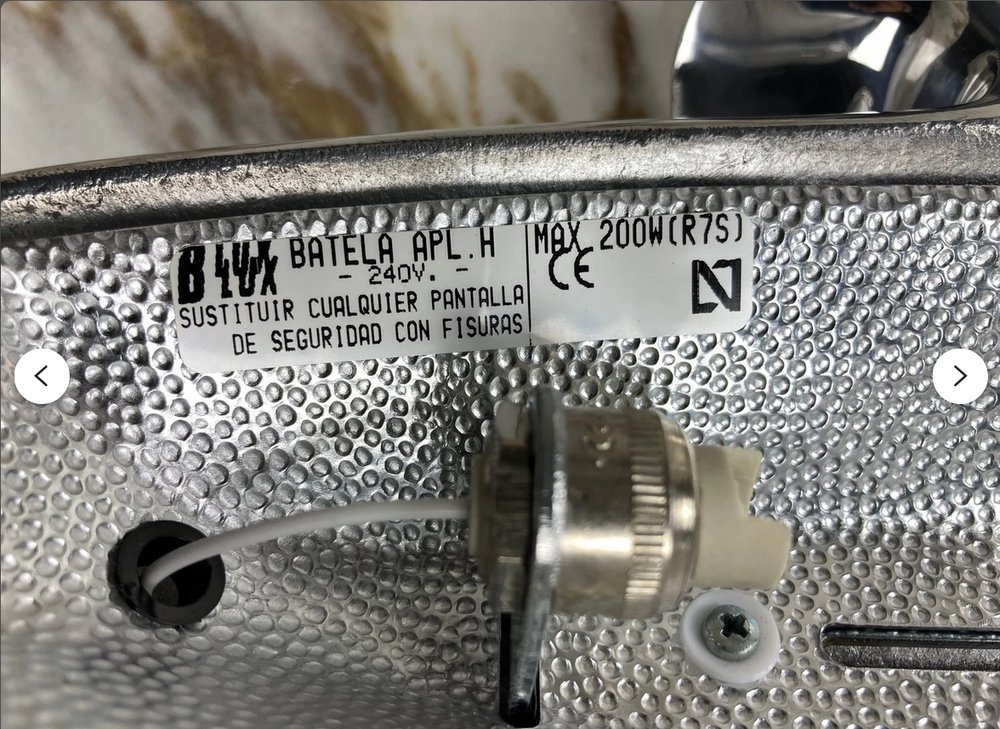 B LUX BATELA APL.H
- 240V. -
SUSTITUIR CUALQUIER PANTALLA
DE SEGURIDAD CON FISURAS
MAX 200W(R7S)
CE
N